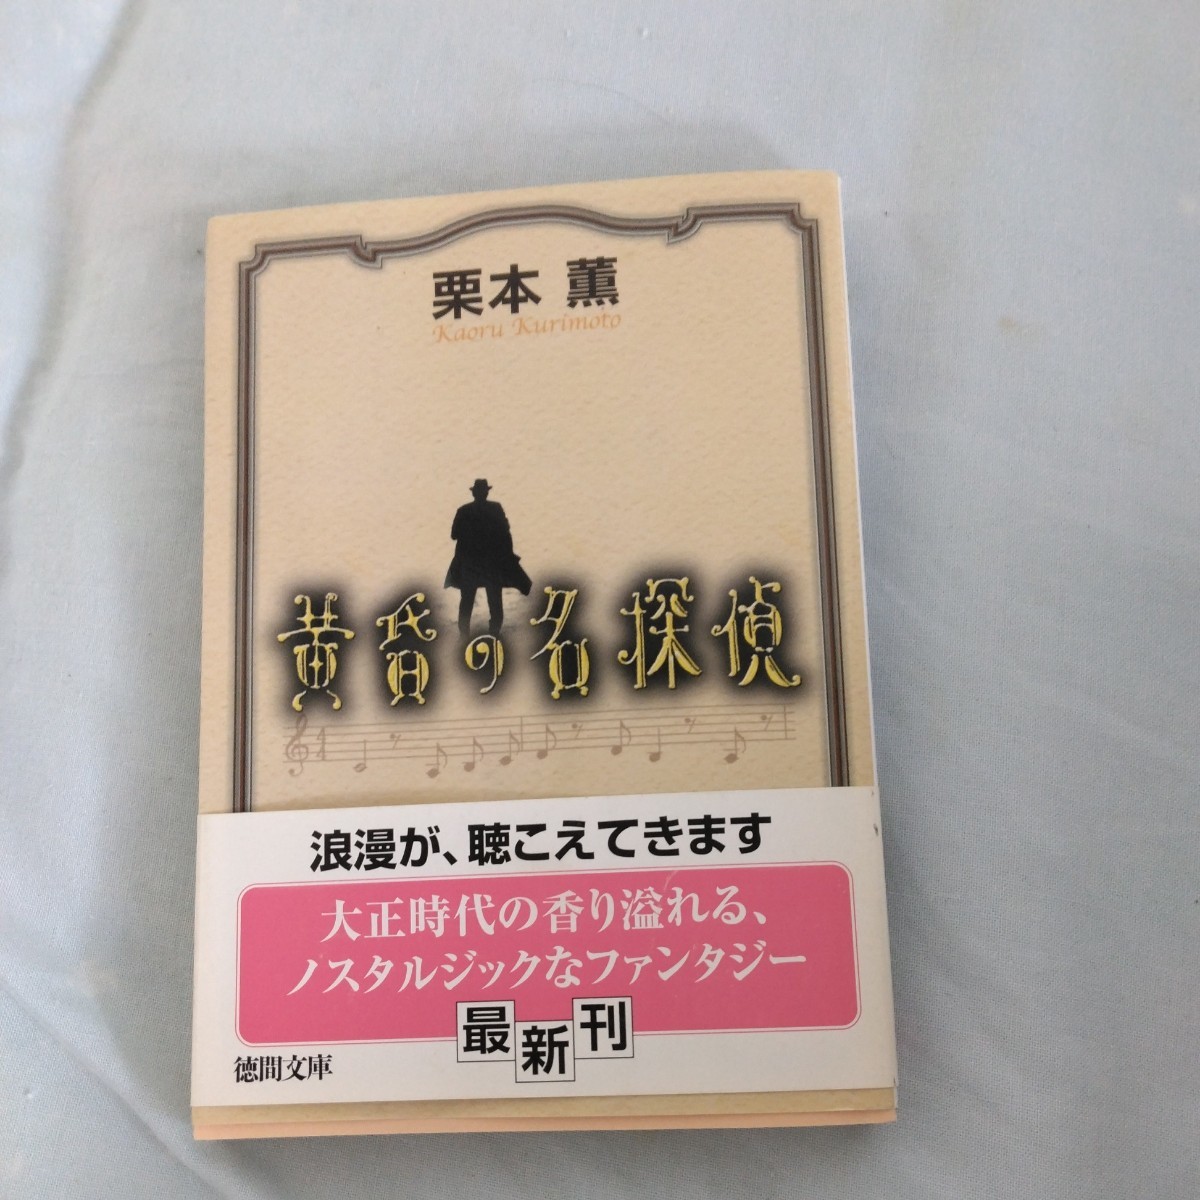 栗本 薫
Kaoru Kurimoto
黄昏の名探偵
浪漫が、聴こえてきます
大正時代の香り溢れる、
ノスタルジックなファンタジー
最新刊
徳間文庫